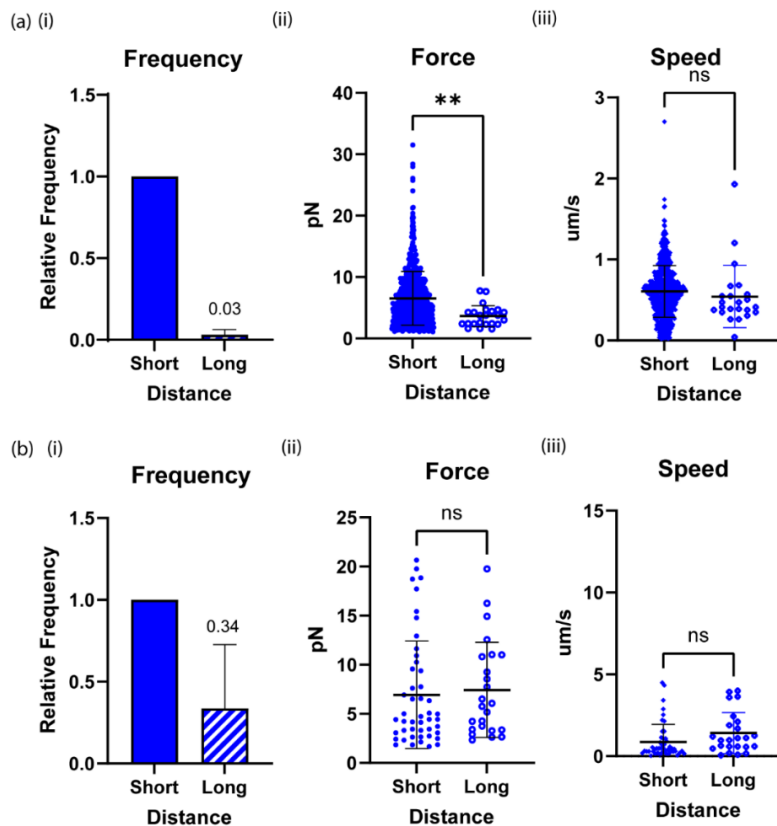 (a) (i)
Frequency
Relative Frequency
1.5
1.0
0.5
0.0
0.03
Short Long
Distance
(ii)
Force
pN
40
30
20
10
0
**
Short Long
Distance
(iii)
Speed
um/s
3
2
1
0
ns
Short Long
Distance
(b) (i)
Frequency
Relative Frequency
1.5
1.0
0.5
0.0
0.34
Short Long
Distance
(ii)
Force
pN
25
20
15
10
5
0
ns
Short Long
Distance
(iii)
Speed
um/s
15
10
5
0
ns
Short Long
Distance